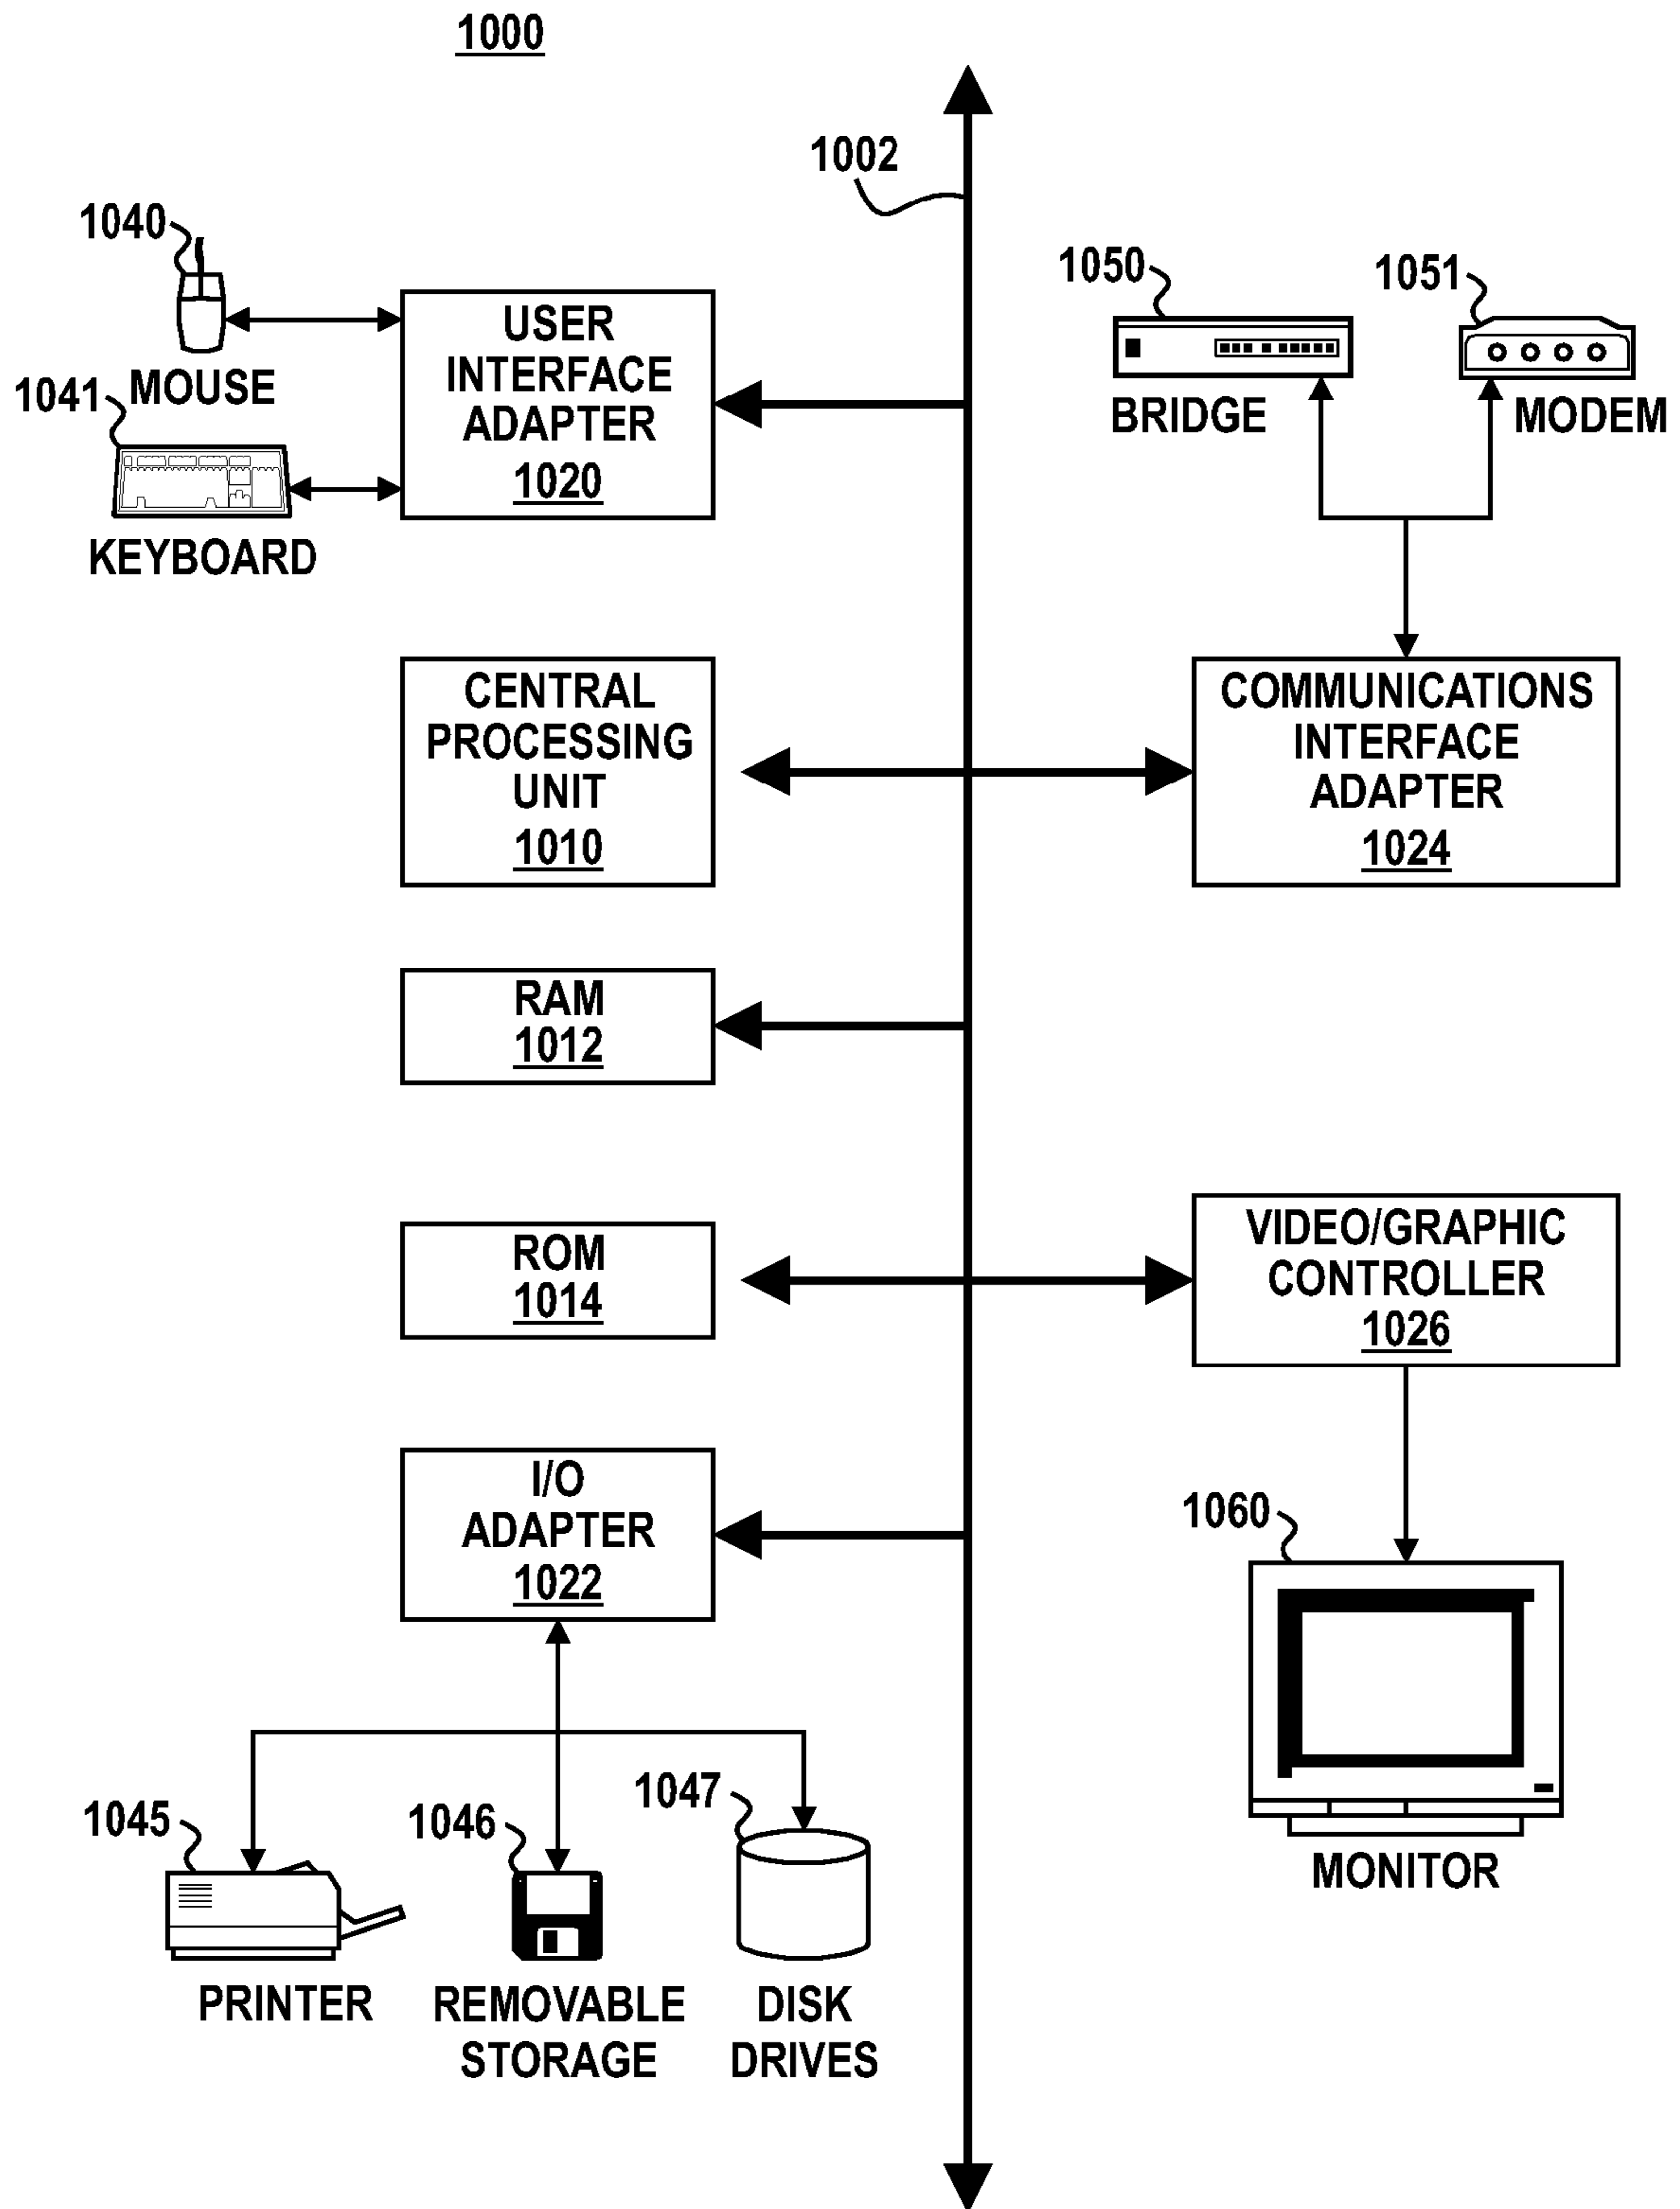 1000
1002
1040
MOUSE
1041
KEYBOARD
USER
INTERFACE
ADAPTER
1020
1050
BRIDGE
1051
MODEM
CENTRAL
PROCESSING
UNIT
1010
COMMUNICATIONS
INTERFACE
ADAPTER
1024
RAM
1012
ROM
1014
VIDEO/GRAPHIC
CONTROLLER
1026
I/O
ADAPTER
1022
1060
MONITOR
1045
PRINTER
1046
REMOVABLE
STORAGE
1047
DISK
DRIVES